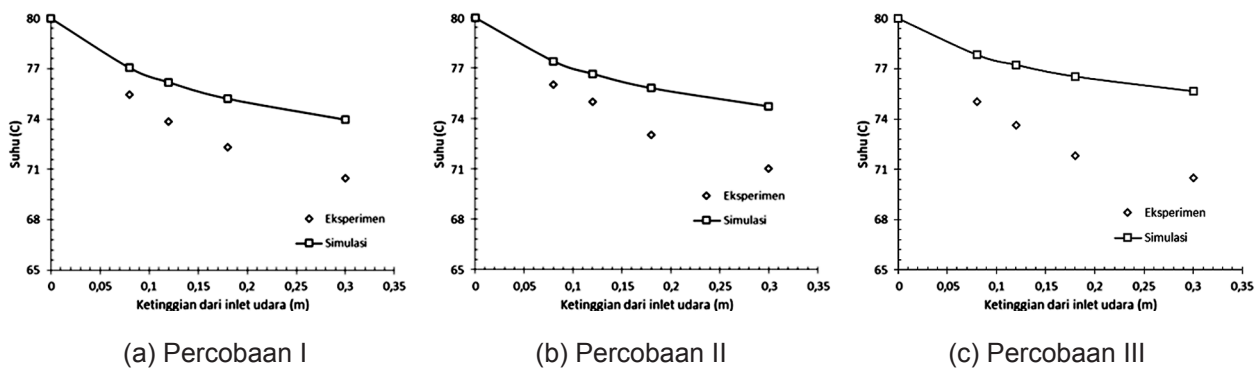 80
77
74
71
68
65
Suhu (C)
Eksperimen
Simulasi
0
0,05
0,1
0,15
0,2
0,25
0,3
0,35
Ketinggian dari inlet udara (m)
(a) Percobaan I
80
77
74
71
68
65
Suhu (C)
Eksperimen
Simulasi
0
0,05
0,1
0,15
0,2
0,25
0,3
0,35
Ketinggian dari inlet udara (m)
(b) Percobaan II
80
77
74
71
68
65
Suhu (C)
Eksperimen
Simulasi
0
0,05
0,1
0,15
0,2
0,25
0,3
0,35
Ketinggian dari inlet udara (m)
(c) Percobaan III